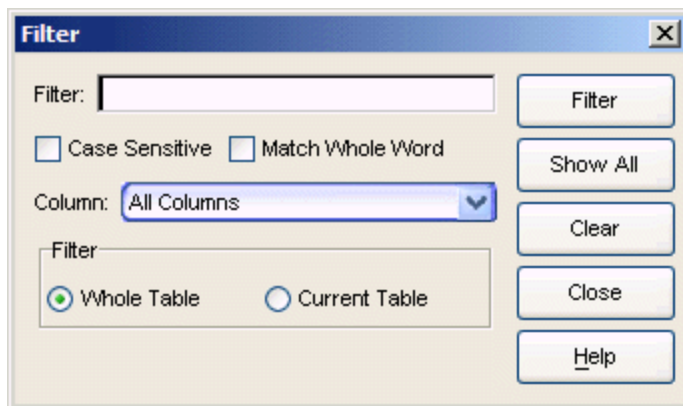 Filter
Filter:
Filter
Case Sensitive
Match Whole Word
Show All
Column: All Columns
Clear
Filter
Whole Table
Current Table
Close
Help